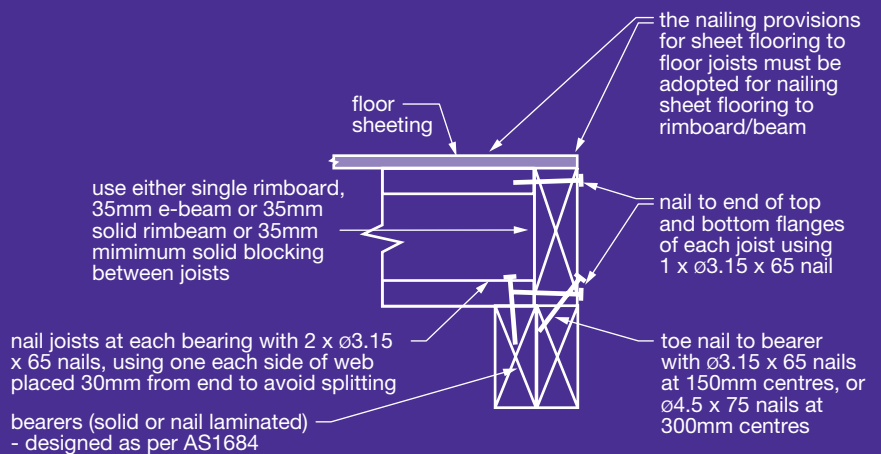 the nailing provisions
for sheet flooring to
floor joists must be
adopted for nailing
sheet flooring to
rimboard/beam
floor
sheeting
use either single rimboard,
35mm e-beam or 35mm
solid rimbeam or 35mm
mimimum solid blocking
between joists
nail to end of top
and bottom flanges
of each joist using
1 x ø3.15 x 65 nail
nail joists at each bearing with 2 x ø3.15
x 65 nails, using one each side of web
placed 30mm from end to avoid splitting
toe nail to bearer
with ø3.15 x 65 nails
at 150mm centres, or
ø4.5 x 75 nails at
300mm centres
bearers (solid or nail laminated)
- designed as per AS1684